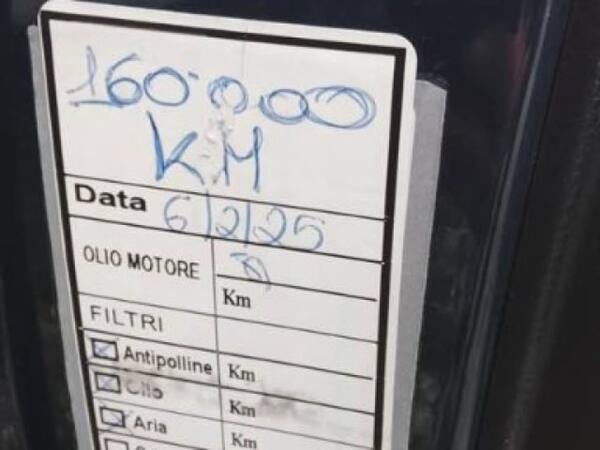 160.000
KM
Data 6/2/25
OLIO MOTORE
Km
FILTRI
Antipolline Km
Olio Km
Aria Km